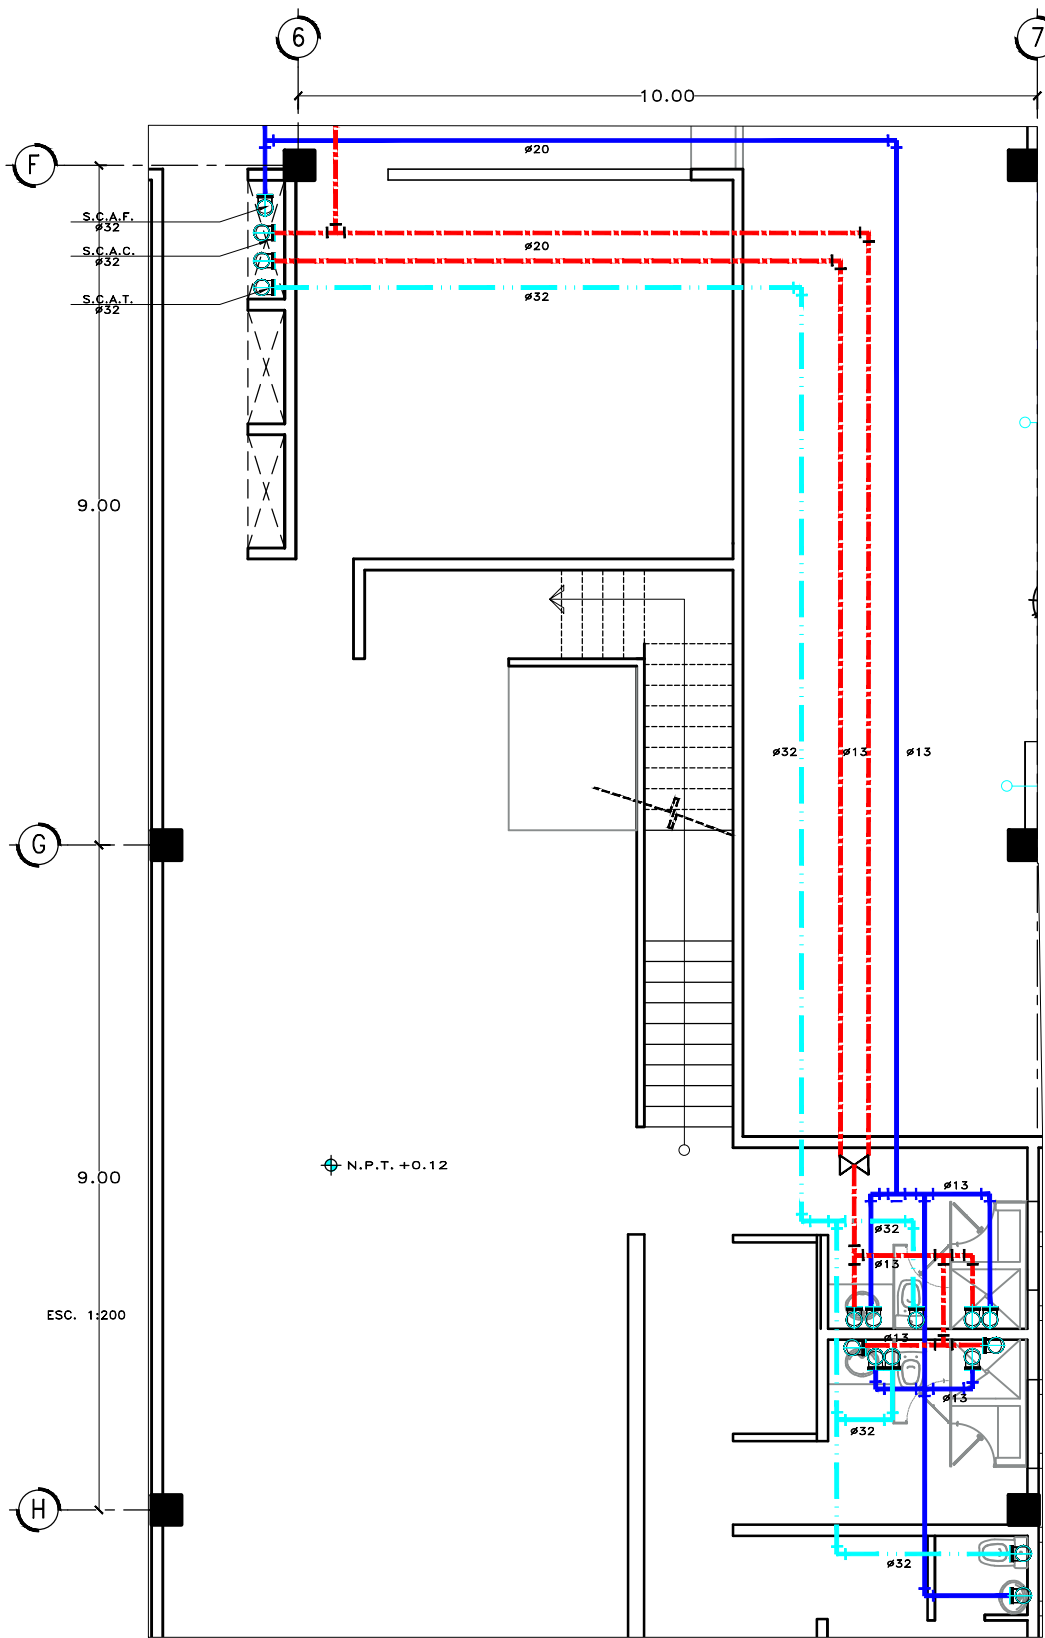 6
7
10.00
F
ø20
S.C.A.F.
ø32
S.C.A.C.
ø32
ø20
S.C.A.T.
ø32
ø32
9.00
ø32
ø13
ø13
G
N.P.T. +0.12
9.00
ø13
ø32
ø13
ESC. 1:200
ø13
ø13
ø32
H
ø32